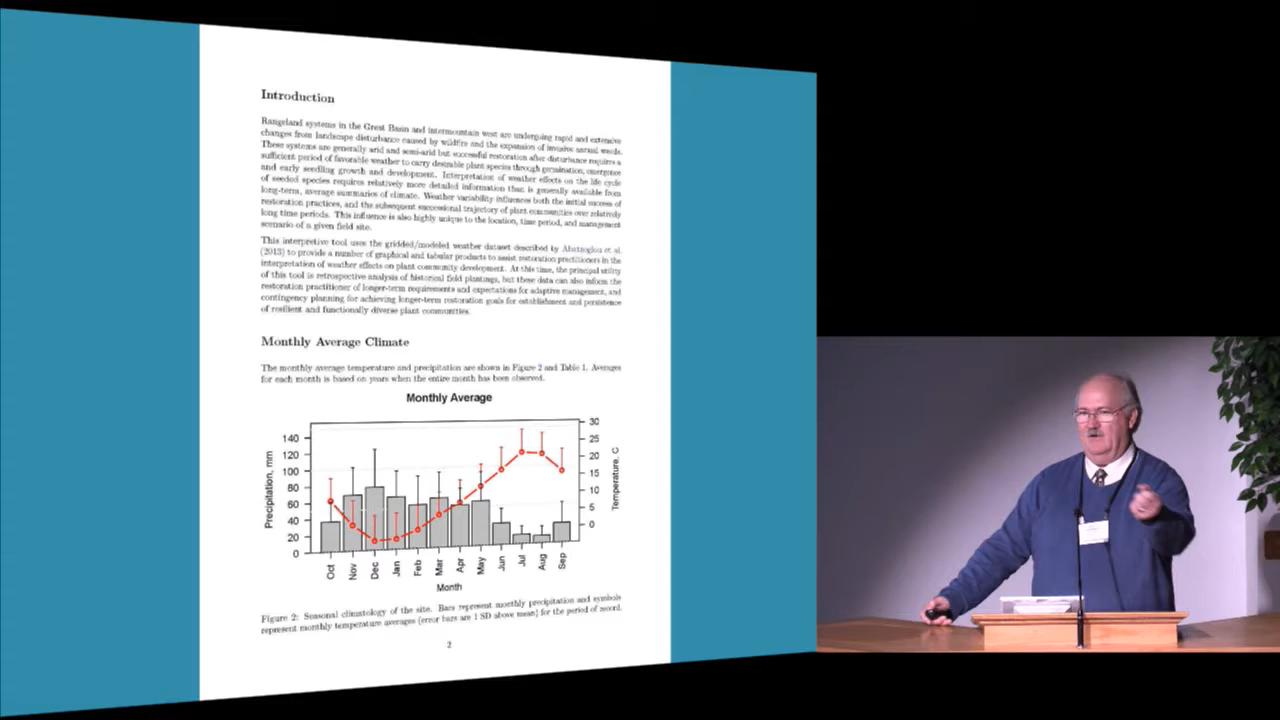 Introduction
Rangeland systems in the Great Basin and intermountain west are undergoing rapid and extensive
changes from landscape disturbance caused by wildfire and the expansion of invasive annual weeds.
These systems are generally arid and semi-arid but successful restoration after disturbance requires a
sufficient period of favorable weather to carry desirable plant species through germination, emergence
and early seedling growth and development. Interpretation of weather effects on the life cycle
of seeded species requires relatively more detailed information than is generally available from
long-term, average summaries of climate. Weather variability influences both the initial success of
restoration practices, and the subsequent successional trajectory of plant communities over relatively
long time periods. This influence is also highly unique to the location, time period, and management
scenario of a given field site.
This interpretive tool uses the gridded/modeled weather dataset described by Abatzoglou et al.
(2013) to provide a number of graphical and tabular products to assist restoration practitioners in the
interpretation of weather effects on plant community development. At this time, the principal utility
of this tool is retrospective analysis of historical field plantings, but these data can also inform the
restoration practitioner of longer-term requirements and expectations for adaptive management, and
contingency planning for achieving longer-term restoration goals for establishment and persistence
of resilient and functionally diverse plant communities.
Monthly Average Climate
The monthly average temperature and precipitation are shown in Figure 2 and Table 1. Averages
for each month is based on years when the entire month has been observed.
Monthly Average
Precipitation, mm
140
120
100
80
60
40
20
0
30
25
20
15
10
5
0
Temperature, C
Oct Nov Dec Jan Feb Mar Apr May Jun Jul Aug Sep
Month
Figure 2: Seasonal climatology of the site. Bars represent monthly precipitation and symbols
represent monthly temperature averages (error bars are 1 SD above mean) for the period of record.
2